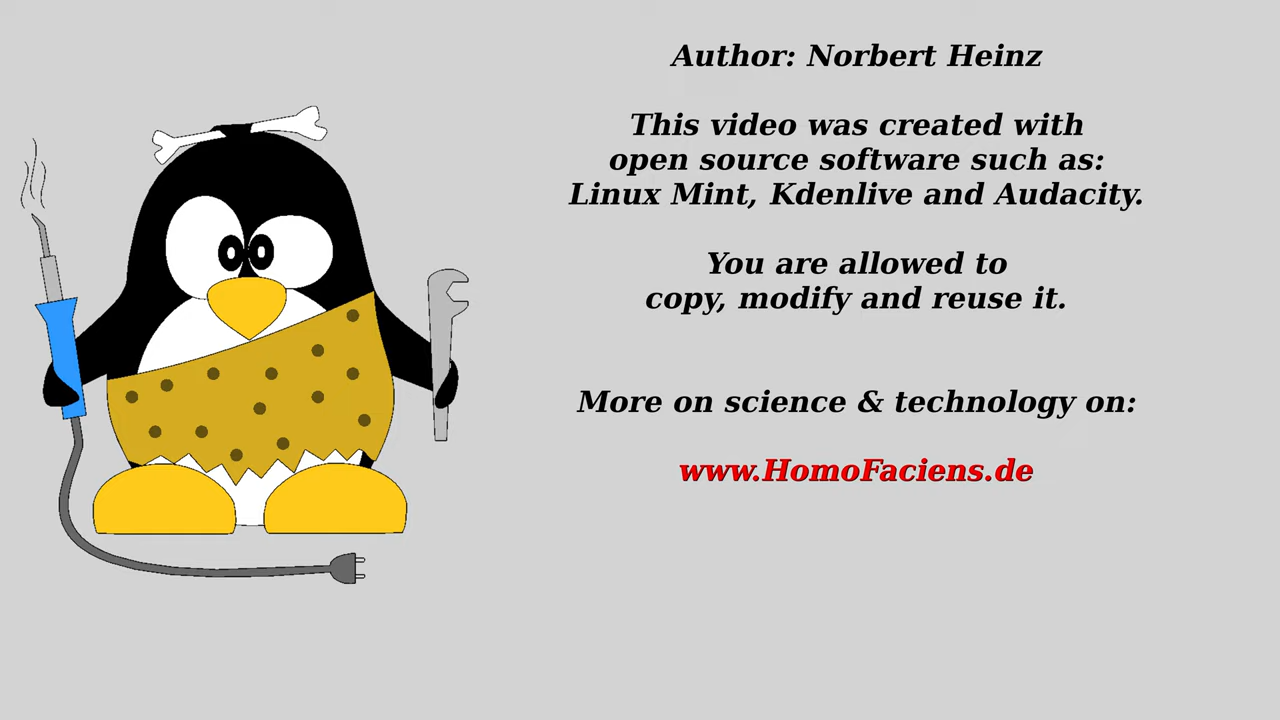 Author: Norbert Heinz
This video was created with
open source software such as:
Linux Mint, Kdenlive and Audacity.
You are allowed to
copy, modify and reuse it.
More on science & technology on:
www.HomoFaciens.de